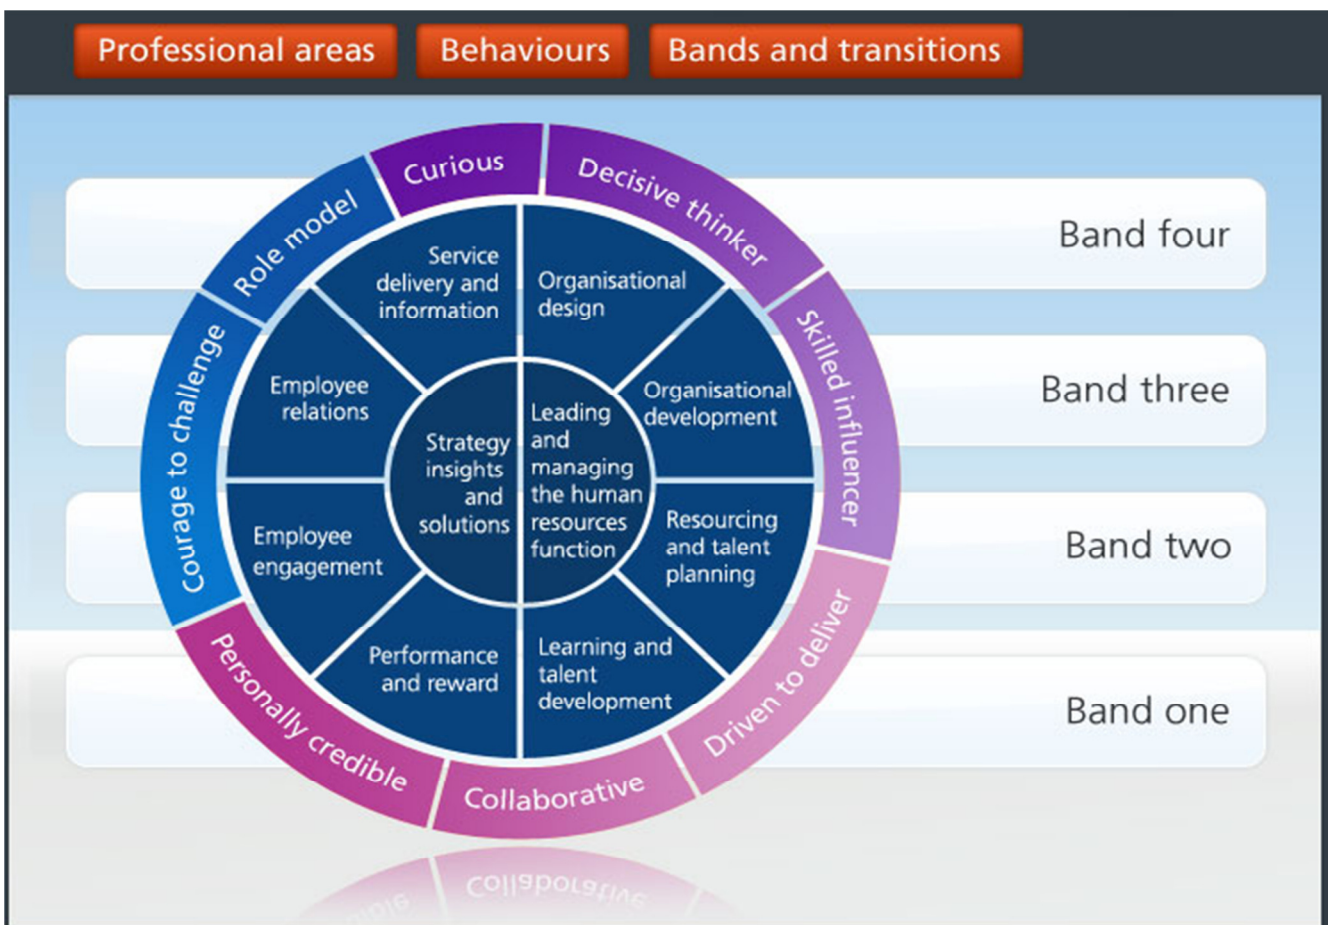 Professional areas
Behaviours
Bands and transitions
Curious
Decisive thinker
Skilled influencer
Driven to deliver
Collaborative
Personally credible
Courage to challenge
Role model
Service
delivery and
information
Organisational
design
Organisational
development
Resourcing
and talent
planning
Learning and
talent
development
Performance
and reward
Employee
engagement
Employee
relations
Strategy
insights
and
solutions
Leading
and
managing
the human
resources
function
Band four
Band three
Band two
Band one
Collaborative